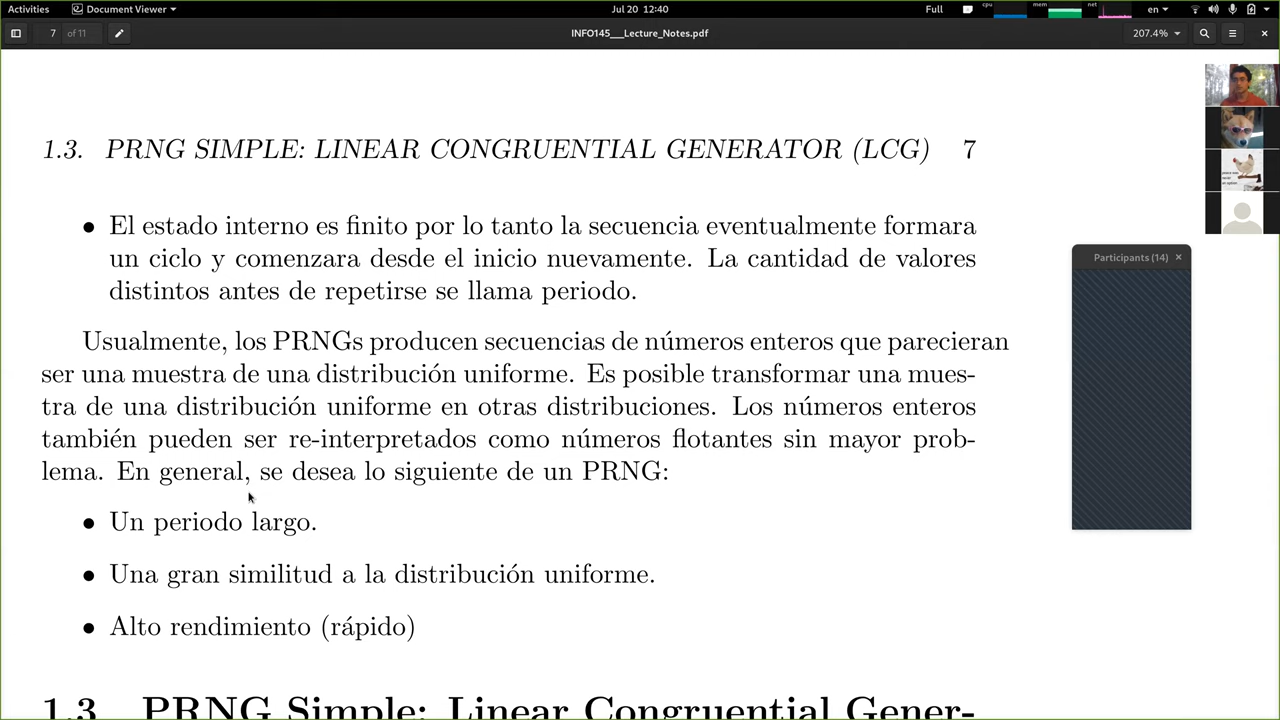 Activities Document Viewer Jul 20 12:40 Full cpu mem net en
7 of 11 INFO145___Lecture_Notes.pdf 207.4%
1.3. PRNG SIMPLE: LINEAR CONGRUENTIAL GENERATOR (LCG) 7
• El estado interno es finito por lo tanto la secuencia eventualmente formara
un ciclo y comenzara desde el inicio nuevamente. La cantidad de valores
distintos antes de repetirse se llama periodo.
Participants (14)
Usualmente, los PRNGs producen secuencias de números enteros que parecieran
ser una muestra de una distribución uniforme. Es posible transformar una mues-
tra de una distribución uniforme en otras distribuciones. Los números enteros
también pueden ser re-interpretados como números flotantes sin mayor prob-
lema. En general, se desea lo siguiente de un PRNG:
• Un periodo largo.
• Una gran similitud a la distribución uniforme.
• Alto rendimiento (rápido)
1.3 PRNG Simple: Linear Congruential Gener-